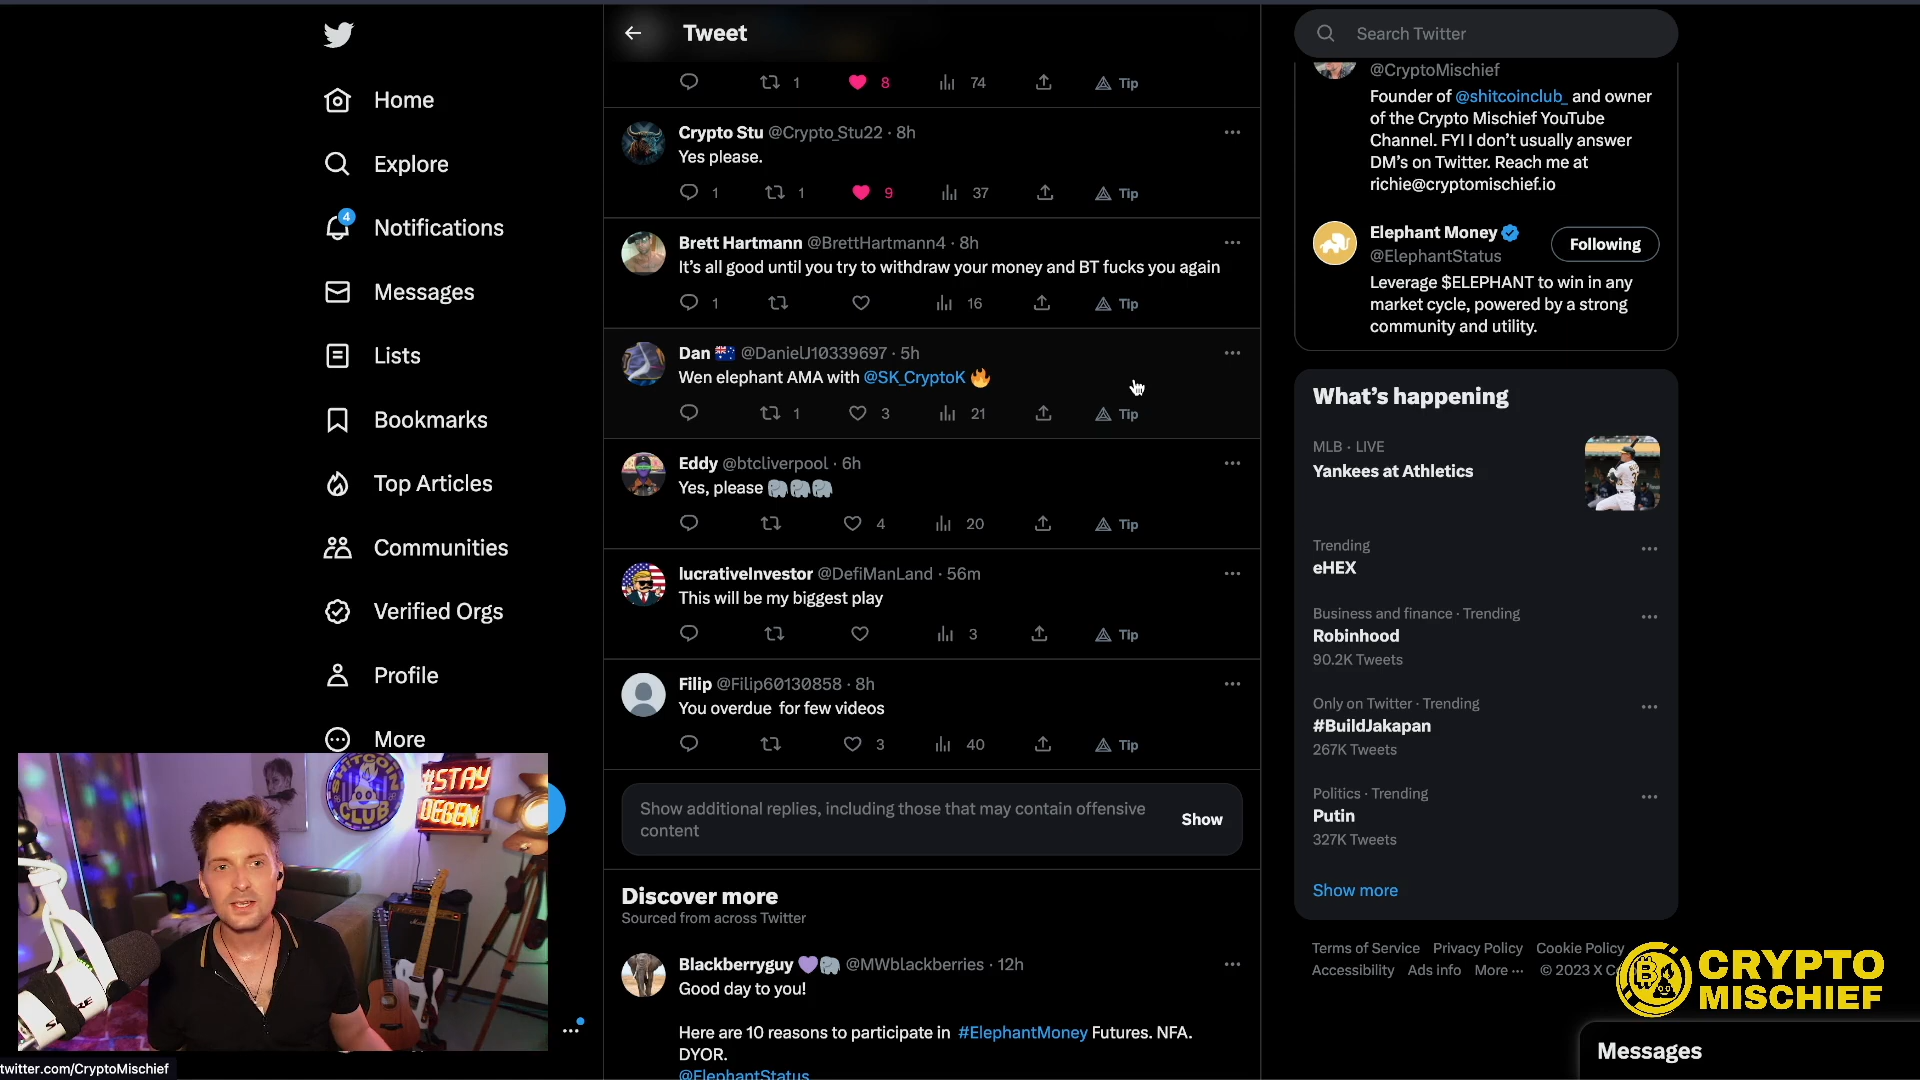 Home
Explore
4
Notifications
Messages
Lists
Bookmarks
Top Articles
Communities
Verified Orgs
Profile
More
Tweet
1 8 74 Tip
Crypto Stu @Crypto_Stu22 · 8h
Yes please.
1 1 9 37 Tip
Brett Hartmann @BrettHartmann4 · 8h
It's all good until you try to withdraw your money and BT fucks you again
1 16 Tip
Dan 🇦🇺 @DanielJ10339697 · 5h
Wen elephant AMA with @SK_CryptoK 🔥
1 3 21 Tip
Eddy @btcliverpool · 6h
Yes, please 🐘🐘🐘
4 20 Tip
lucrativeInvestor @DefiManLand · 56m
This will be my biggest play
3 Tip
Filip @Filip60130858 · 8h
You overdue for few videos
3 40 Tip
Show additional replies, including those that may contain offensive
content
Show
Discover more
Sourced from across Twitter
Blackberryguy 💜🐘 @MWblackberries · 12h
Good day to you!
Here are 10 reasons to participate in #ElephantMoney Futures. NFA.
DYOR.
@ElephantStatus
Search Twitter
@CryptoMischief
Founder of @shitcoinclub_ and owner
of the Crypto Mischief YouTube
Channel. FYI I don't usually answer
DM's on Twitter. Reach me at
richie@cryptomischief.io
Elephant Money
@ElephantStatus
Following
Leverage $ELEPHANT to win in any
market cycle, powered by a strong
community and utility.
What's happening
MLB · LIVE
Yankees at Athletics
Trending
eHEX
Business and finance · Trending
Robinhood
90.2K Tweets
Only on Twitter · Trending
#BuildJakapan
267K Tweets
Politics · Trending
Putin
327K Tweets
Show more
Terms of Service Privacy Policy Cookie Policy
Accessibility Ads info More ··· © 2023 X
CRYPTO
MISCHIEF
Messages
SHITCOIN
CLUB
#STAY
DEGEN
twitter.com/CryptoMischief